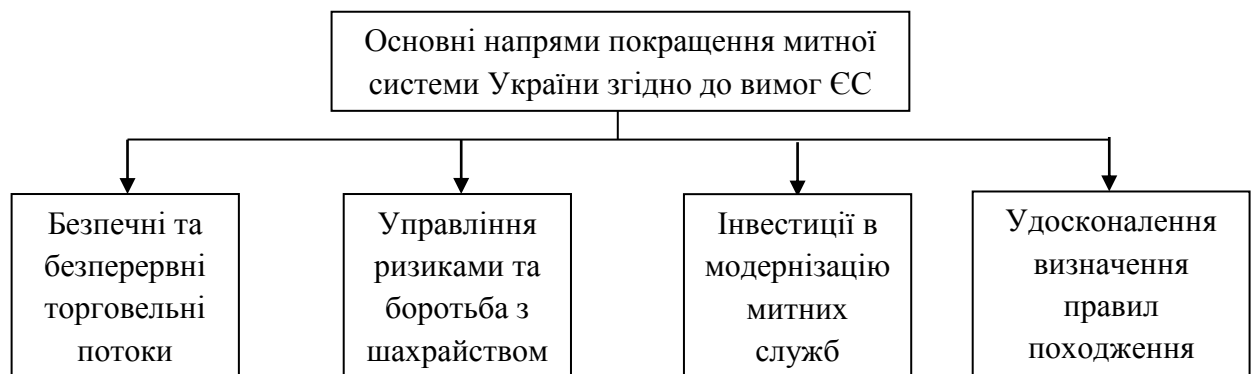 Основні напрями покращення митної
системи України згідно до вимог ЄС
Безпечні та
безперервні
торговельні
потоки
Управління
ризиками та
боротьба з
шахрайством
Інвестиції в
модернізацію
митних
служб
Удосконалення
визначення
правил
походження